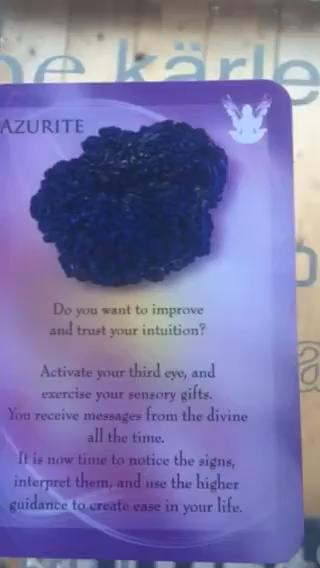 kärle
AZURITE
Do you want to improve
and trust your intuition?
Activate your third eye, and
exercise your sensory gifts.
You receive messages from the divine
all the time.
It is now time to notice the signs,
interpret them, and use the higher
guidance to create ease in your life.